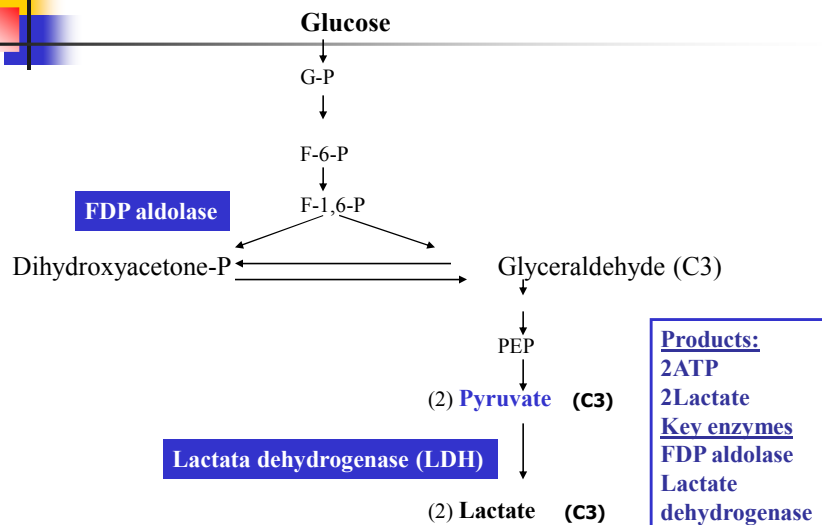 Glucose
G-P
F-6-P
F-1,6-P
FDP aldolase
Dihydroxyacetone-P
Glyceraldehyde (C3)
PEP
(2) Pyruvate (C3)
Lactata dehydrogenase (LDH)
(2) Lactate (C3)
Products:
2ATP
2Lactate
Key enzymes
FDP aldolase
Lactate
dehydrogenase